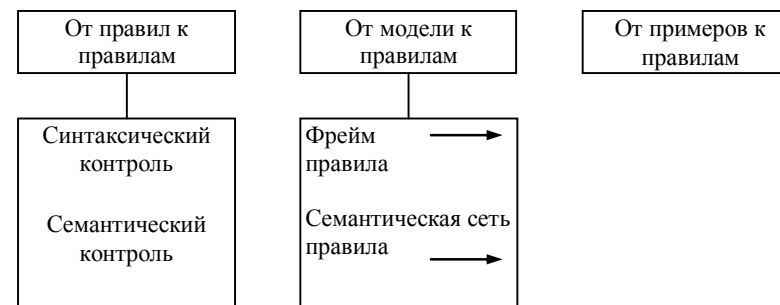 От правил к
правилам
От модели к
правилам
От примеров к
правилам
Синтаксический
контроль
Семантический
контроль
Фрейм
правила
Семантическая сеть
правила